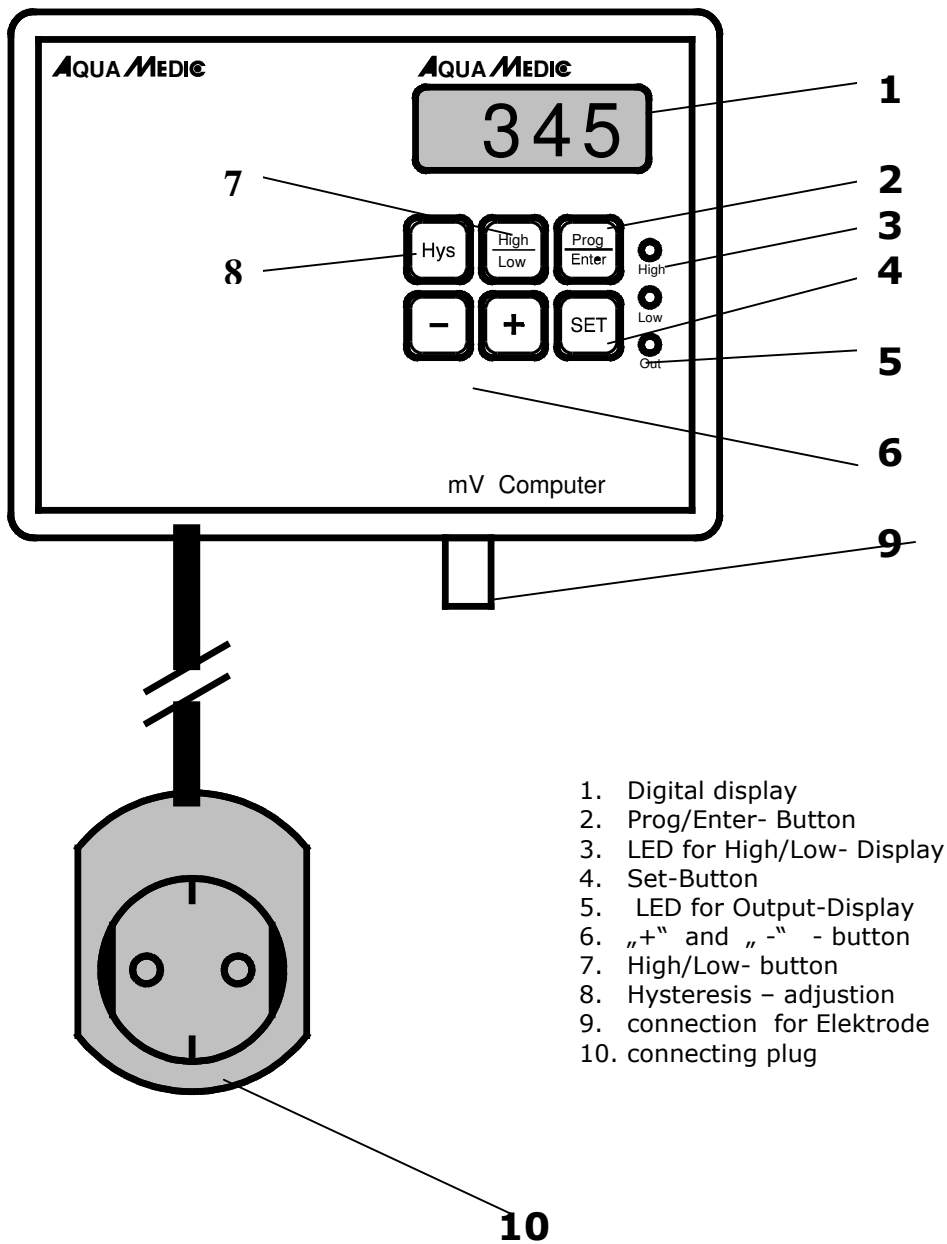 AQUA MEDIC AQUA MEDIC
345
1
2
3
4
5
6
7
8
9
Hys High Low Prog Enter
- + SET
High
Low
Out
mV Computer
1. Digital display
2. Prog/Enter- Button
3. LED for High/Low- Display
4. Set-Button
5. LED for Output-Display
6. „+“ and „ -“ - button
7. High/Low- button
8. Hysteresis – adjustion
9. connection for Elektrode
10. connecting plug
10